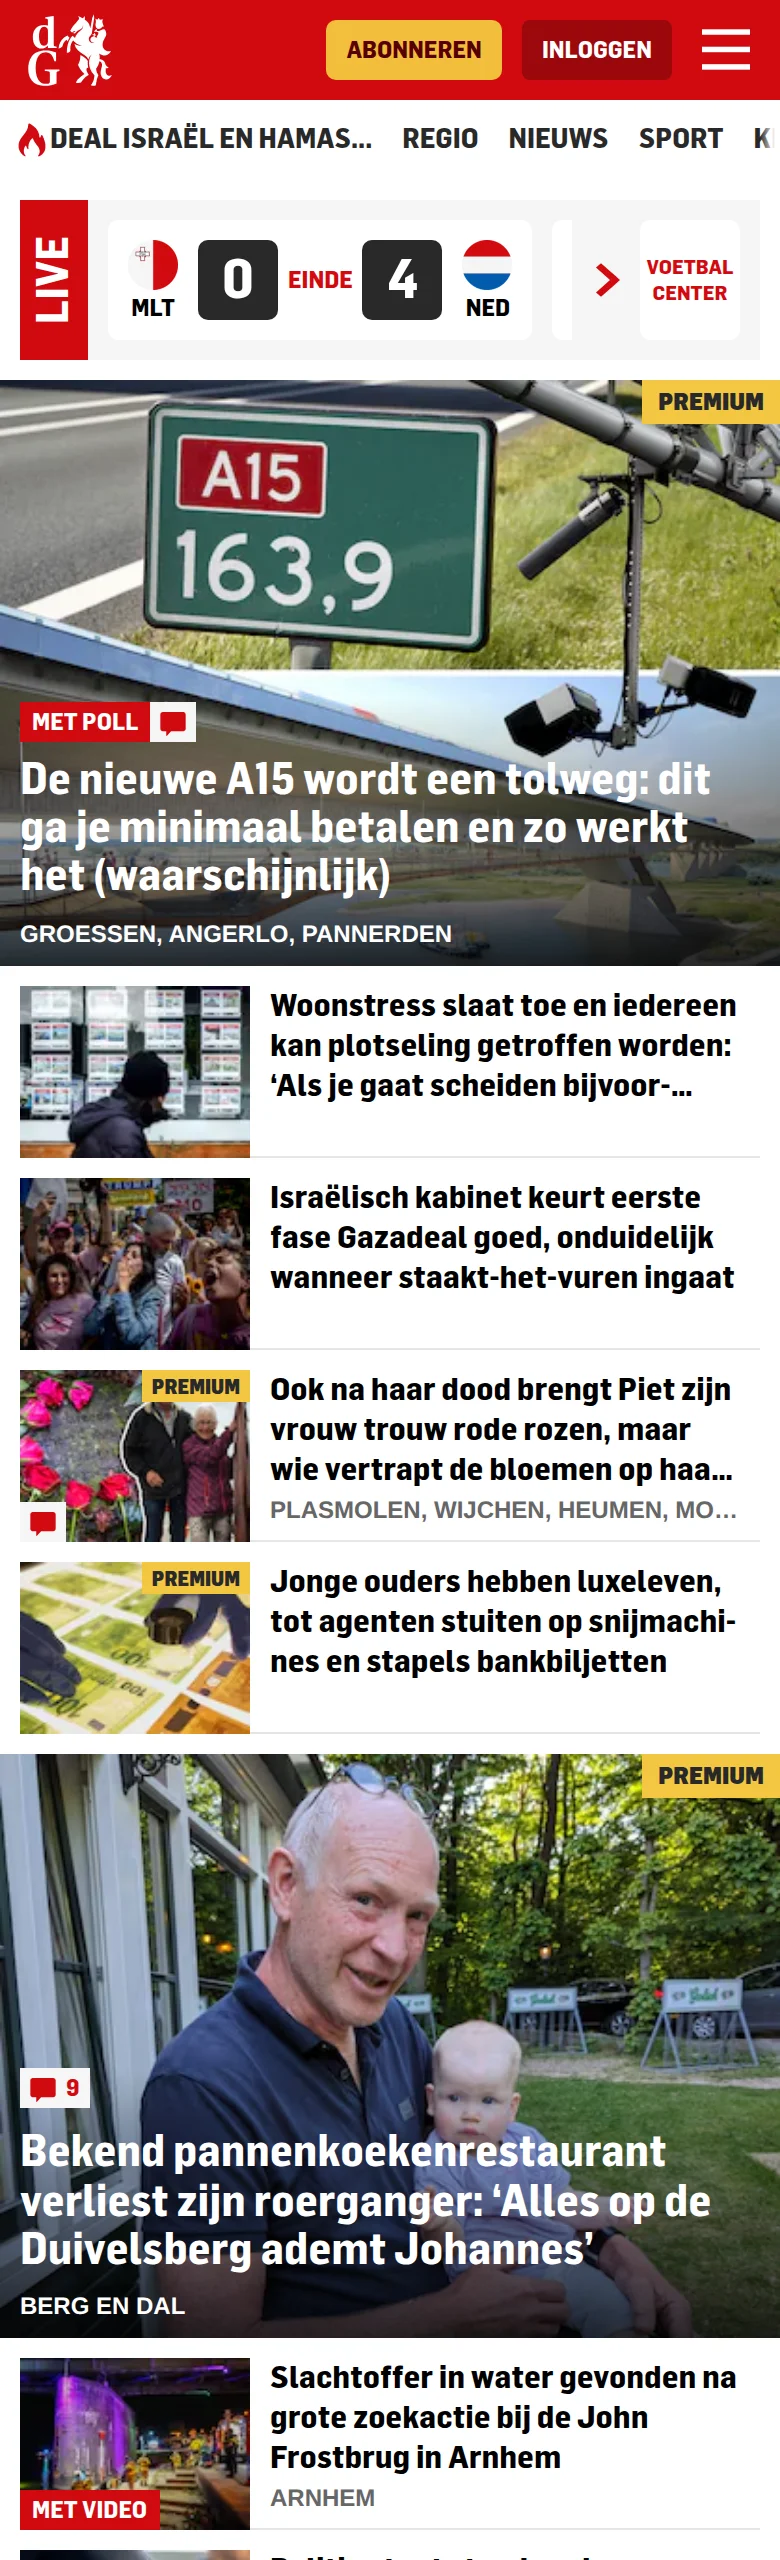 dG
ABONNEREN
INLOGGEN
DEAL ISRAËL EN HAMAS...
REGIO
NIEUWS
SPORT
LIVE
MLT
0
EINDE
4
NED
VOETBAL
CENTER
PREMIUM
A15
163,9
MET POLL
De nieuwe A15 wordt een tolweg: dit
ga je minimaal betalen en zo werkt
het (waarschijnlijk)
GROESSEN, ANGERLO, PANNERDEN
Woonstress slaat toe en iedereen
kan plotseling getroffen worden:
‘Als je gaat scheiden bijvoor-...
Israëlisch kabinet keurt eerste
fase Gazadeal goed, onduidelijk
wanneer staakt-het-vuren ingaat
PREMIUM
Ook na haar dood brengt Piet zijn
vrouw trouw rode rozen, maar
wie vertrapt de bloemen op haa...
PLASMOLEN, WIJCHEN, HEUMEN, MO...
PREMIUM
Jonge ouders hebben luxeleven,
tot agenten stuiten op snijmachi-
nes en stapels bankbiljetten
100
PREMIUM
9
Bekend pannenkoekenrestaurant
verliest zijn roerganger: ‘Alles op de
Duivelsberg ademt Johannes’
BERG EN DAL
Slachtoffer in water gevonden na
grote zoekactie bij de John
Frostbrug in Arnhem
ARNHEM
MET VIDEO